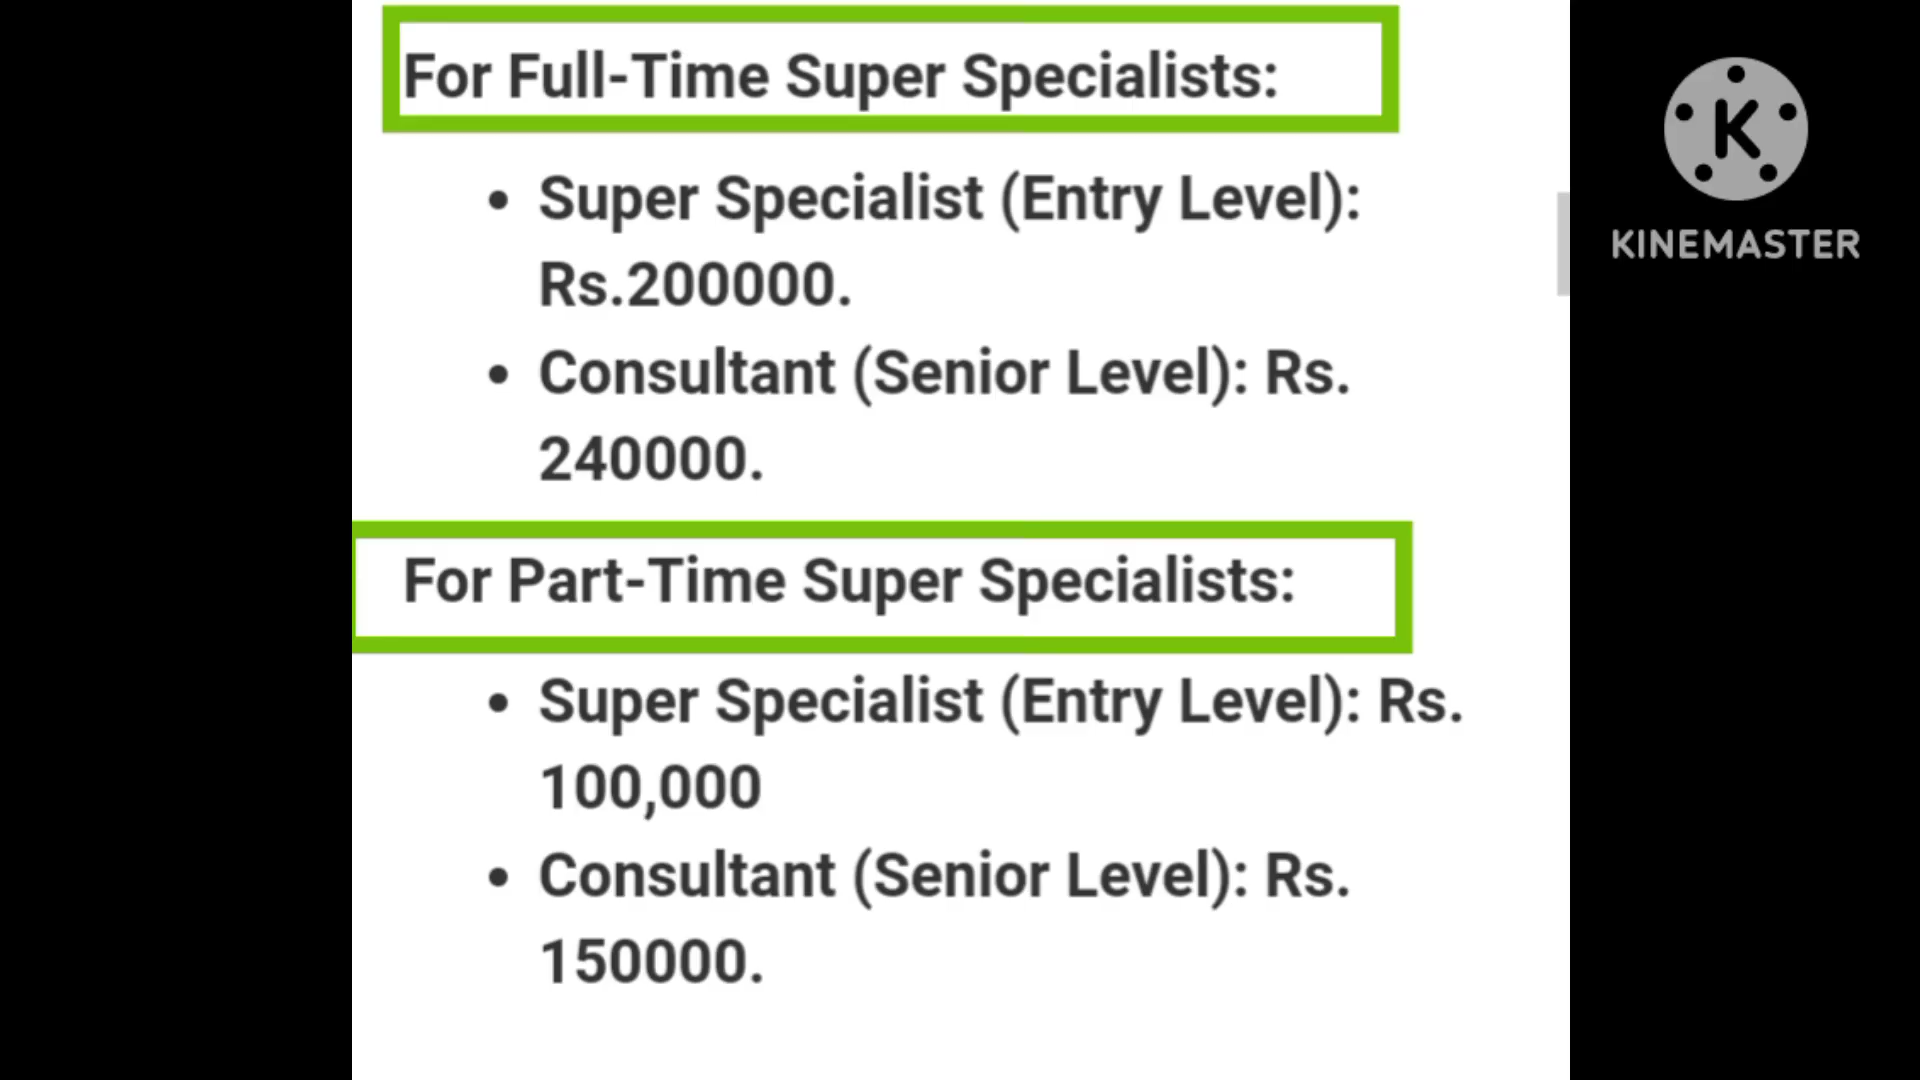 For Full-Time Super Specialists:
• Super Specialist (Entry Level):
Rs.200000.
• Consultant (Senior Level): Rs.
240000.
For Part-Time Super Specialists:
• Super Specialist (Entry Level): Rs.
100,000
• Consultant (Senior Level): Rs.
150000.
K
KINEMASTER